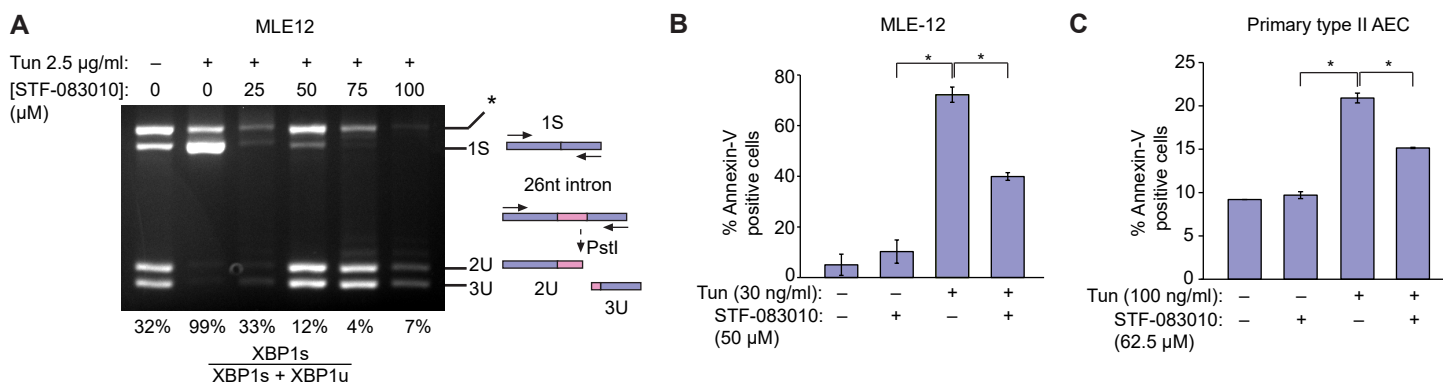 A
MLE12
Tun 2.5 µg/ml: – + + + + +
[STF-083010]: 0 0 25 50 75 100
(µM)
*
1S
1S
26nt intron
PstI
2U
3U
2U
3U
32% 99% 33% 12% 4% 7%
XBP1s
XBP1s + XBP1u
B
MLE-12
* *
% Annexin-V
positive cells
80
60
40
20
0
Tun (30 ng/ml): – – + +
STF-083010: – + – +
(50 µM)
C
Primary type II AEC
* *
% Annexin-V
positive cells
25
20
15
10
5
0
Tun (100 ng/ml): – – + +
STF-083010: – + – +
(62.5 µM)